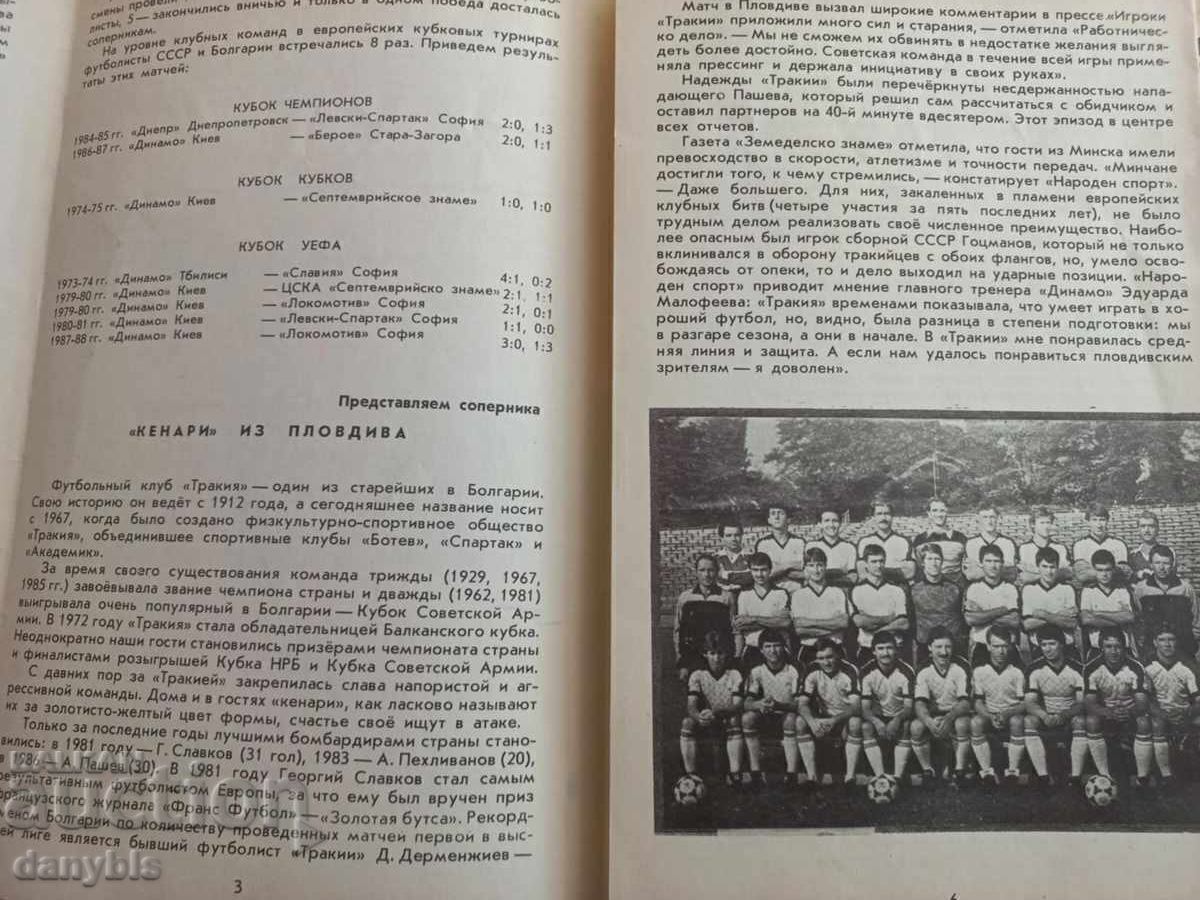 смены провели
листы, 5 — закончились вничью и только в одном победа досталась
соперникам.
На уровне клубных команд в европейских кубковых турнирах
футболисты СССР и Болгарии встречались 8 раз. Приведем резуль-
таты этих матчей:
КУБОК ЧЕМПИОНОВ
1984-85 гг. «Днепр» Днепропетровск — «Левски-Спартак» София 2:0, 1:3
1986-87 гг. «Динамо» Киев — «Берое» Стара-Загора 2:0, 1:1
КУБОК КУБКОВ
1974-75 гг. «Динамо» Киев — «Септемврийское знаме» 1:0, 1:0
КУБОК УЕФА
1973-74 гг. «Динамо» Тбилиси — «Славия» София 4:1, 0:2
1979-80 гг. «Динамо» Киев — ЦСКА «Септемврийско знаме» 2:1, 1:1
1979-80 гг. «Динамо» Киев — «Локомотив» София 2:1, 0:1
1980-81 гг. «Динамо» Киев — «Левски-Спартак» София 1:1, 0:0
1987-88 гг. «Динамо» Киев — «Локомотив» София 3:0, 1:3
Представляем соперника
«КЕНАРИ» ИЗ ПЛОВДИВА
Футбольный клуб «Тракия» — один из старейших в Болгарии.
Свою историю он ведёт с 1912 года, а сегодняшнее название носит
с 1967, когда было создано физкультурно-спортивное общество
«Тракия», объединившее спортивные клубы «Ботев», «Спартак» и
«Академик».
За время своего существования команда трижды (1929, 1967,
1985 гг.) завоёвывала звание чемпиона страны и дважды (1962, 1981)
выигрывала очень популярный в Болгарии — Кубок Советской Ар-
мии. В 1972 году «Тракия» стала обладательницей Балканского кубка.
Неоднократно наши гости становились призёрами чемпионата страны
и финалистами розыгрышей Кубка НРБ и Кубка Советской Армии.
С давних пор за «Тракией» закрепилась слава напористой и аг-
рессивной команды. Дома и в гостях «кенари», как ласково называют
их за золотисто-желтый цвет формы, счастье своё ищут в атаке.
Только за последние годы лучшими бомбардирами страны стано-
вились: в 1981 году — Г. Славков (31 гол), 1983 — А. Пехливанов (20),
1986 — А. Пашев (30). В 1981 году Георгий Славков стал самым
результативным футболистом Европы, за что ему был вручен приз
французского журнала «Франс Футбол» — «Золотая бутса». Рекорд-
сменом Болгарии по количеству проведенных матчей первой в выс-
ей лиге является бывший футболист «Тракии» Д. Дерменжиев —
3
Матч в Пловдиве вызвал широкие комментарии в прессе. «Игроки
«Тракии» приложили много сил и старания, — отметила «Работничес-
ко дело». — Мы не сможем их обвинять в недостатке желания выгля-
деть более достойно. Советская команда в течение всей игры приме-
няла прессинг и держала инициативу в своих руках».
Надежды «Тракии» были перечёркнуты несдержанностью напа-
дающего Пашева, который решил сам рассчитаться с обидчиком и
оставил партнеров на 40-й минуте вдесятером. Этот эпизод в центре
всех отчетов.
Газета «Земеделско знаме» отметила, что гости из Минска имели
превосходство в скорости, атлетизме и точности передач. «Минчане
достигли того, к чему стремились, — констатирует «Народен спорт».
— Даже большего. Для них, закаленных в пламени европейских
клубных битв (четыре участия за пять последних лет), не было
трудным делом реализовать своё численное преимущество. Наибо-
лее опасным был игрок сборной СССР Гоцманов, который не только
вклинивался в оборону тракийцев с обоих флангов, но, умело осво-
бождаясь от опеки, то и дело выходил на ударные позиции. «Наро-
ден спорт» приводит мнение главного тренера «Динамо» Эдуарда
Малофеева: «Тракия» временами показывала, что умеет играть в хо-
роший футбол, но, видно, была разница в степени подготовки: мы
в разгаре сезона, а они в начале. В «Тракии» мне понравилась сред-
няя линия и защита. А если нам удалось понравиться пловдивским
зрителям — я доволен».
БАЛКАН
auction
danybls